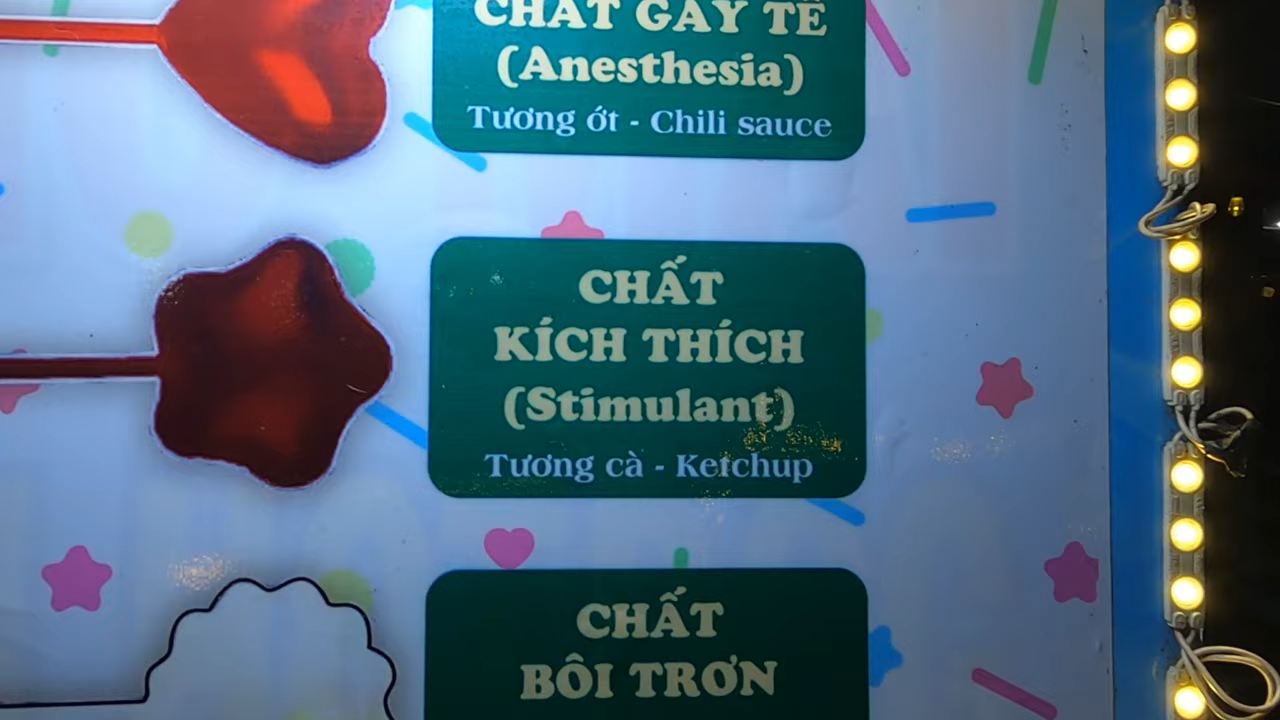 CHẤT GÂY TÊ
(Anesthesia)
Tương ớt - Chili sauce
CHẤT
KÍCH THÍCH
(Stimulant)
Tương cà - Ketchup
CHẤT
BÔI TRƠN